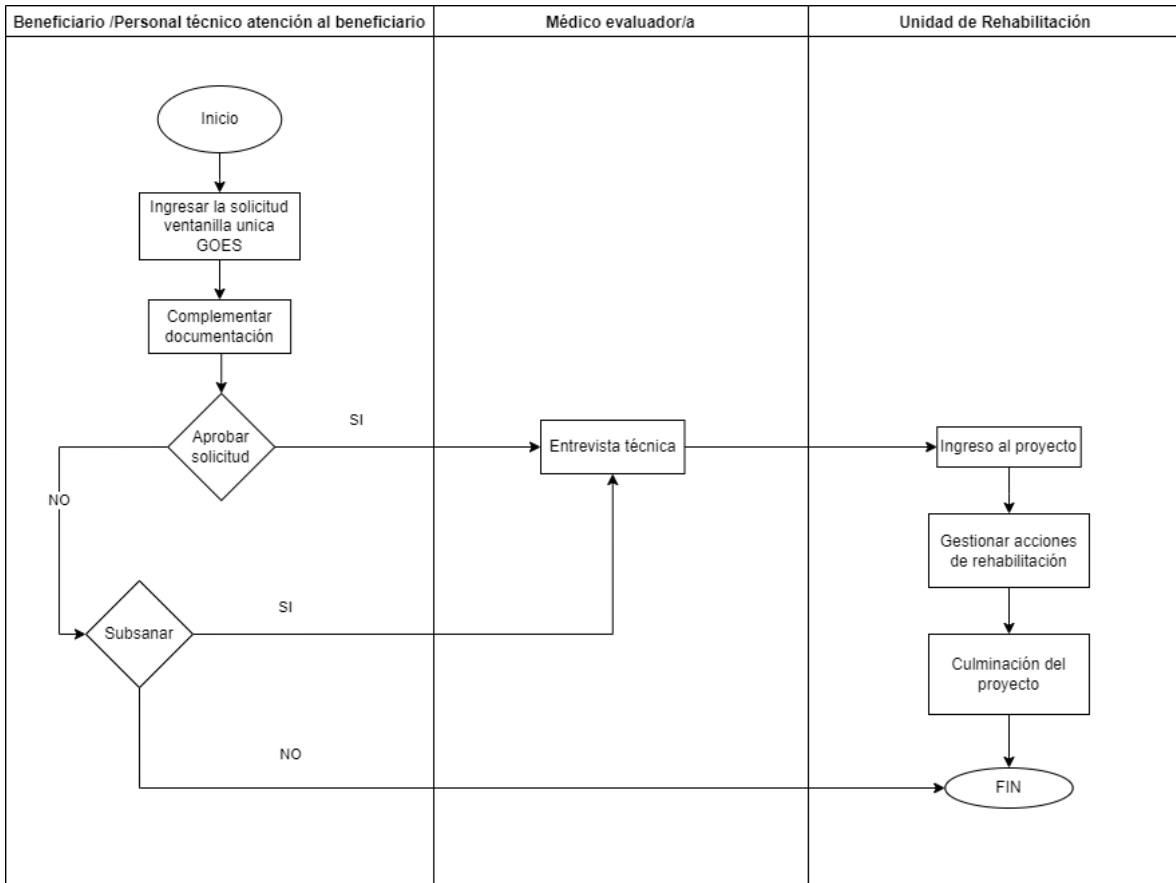 Beneficiario /Personal técnico atención al beneficiario
Médico evaluador/a
Unidad de Rehabilitación
Inicio
Ingresar la solicitud
ventanilla unica
GOES
Complementar
documentación
Aprobar
solicitud
SI
Entrevista técnica
Ingreso al proyecto
NO
Gestionar acciones
de rehabilitación
Subsanar
SI
Culminación del
proyecto
NO
FIN